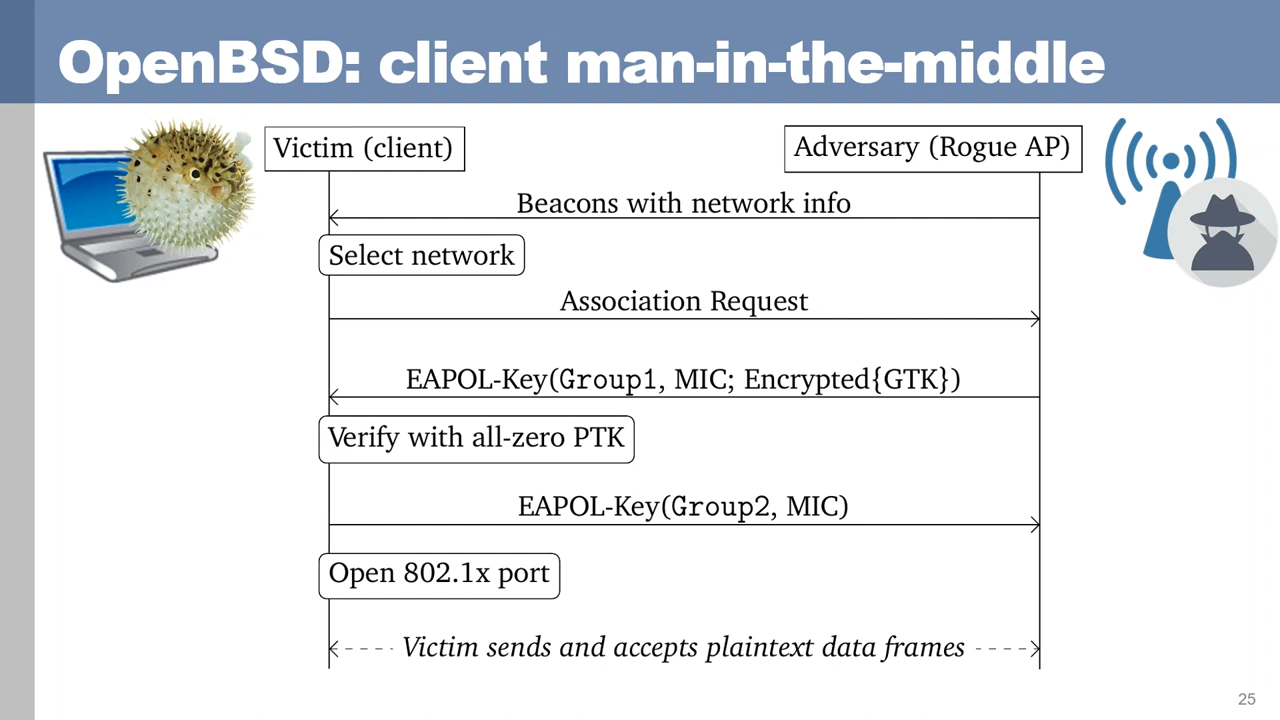 OpenBSD: client man-in-the-middle
Victim (client)
Adversary (Rogue AP)
Beacons with network info
Select network
Association Request
EAPOL-Key(Group1, MIC; Encrypted{GTK})
Verify with all-zero PTK
EAPOL-Key(Group2, MIC)
Open 802.1x port
Victim sends and accepts plaintext data frames
25